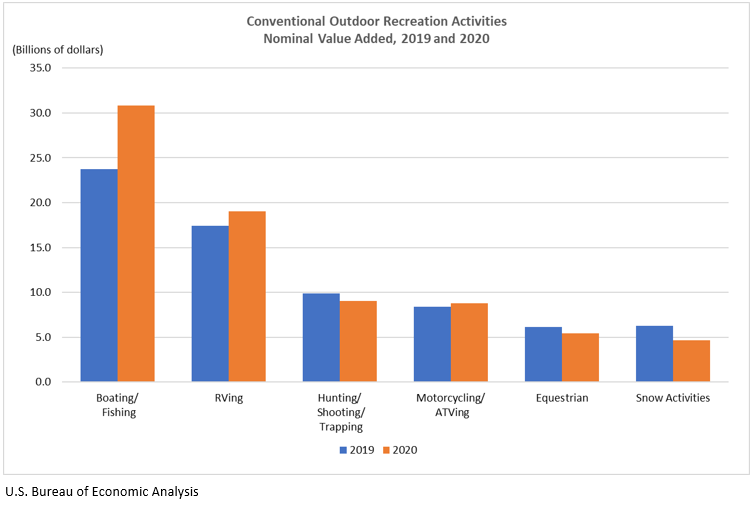 Conventional Outdoor Recreation Activities
Nominal Value Added, 2019 and 2020
(Billions of dollars)
35.0
30.0
25.0
20.0
15.0
10.0
5.0
0.0
Boating/
Fishing
RVing
Hunting/
Shooting/
Trapping
Motorcycling/
ATVing
Equestrian
Snow Activities
2019 2020
U.S. Bureau of Economic Analysis